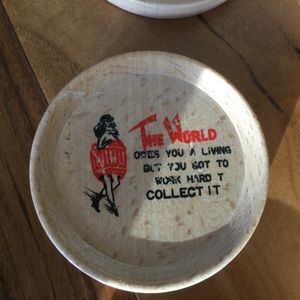 The World
OWES YOU A LIVING
BUT YOU GOT TO
WORK HARD T
COLLECT IT